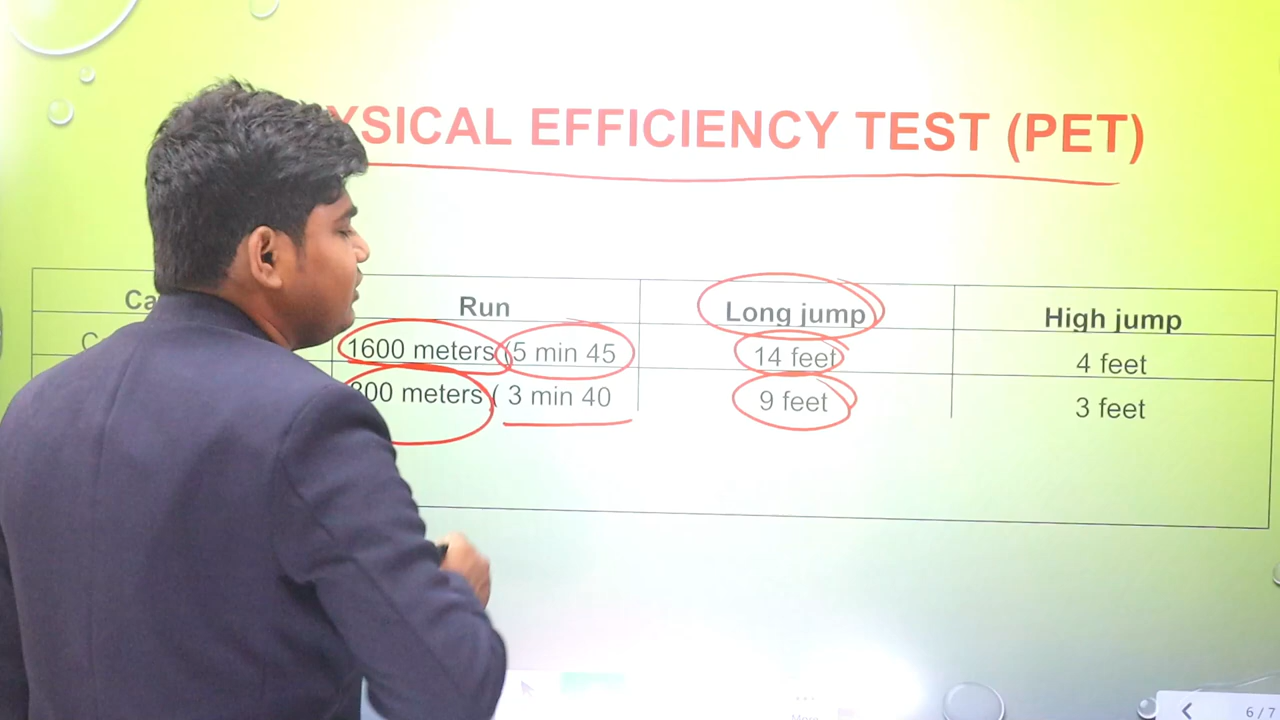 YSICAL EFFICIENCY TEST (PET)
Run Long jump High jump
1600 meters (5 min 45 14 feet 4 feet
800 meters ( 3 min 40 9 feet 3 feet
6 / 7